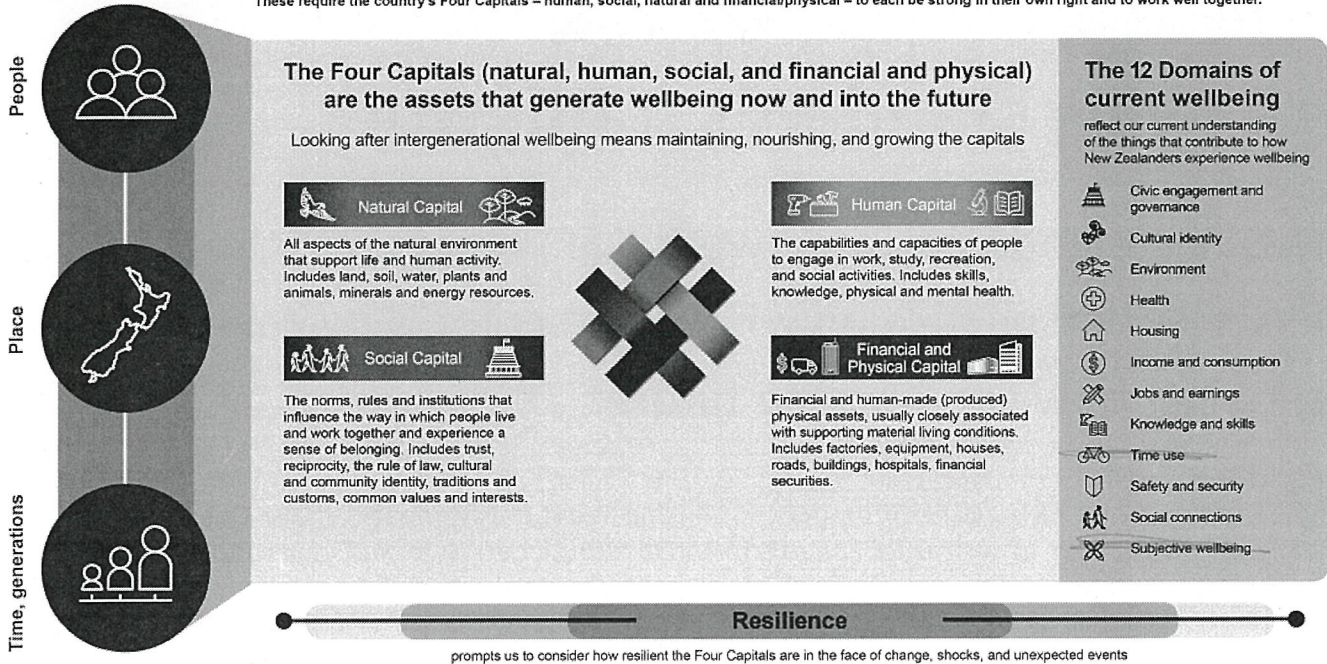 These require the country's Four Capitals – human, social, natural and financial/physical – to each be strong in their own right and to work well together.
People
Place
Time, generations
The Four Capitals (natural, human, social, and financial and physical)
are the assets that generate wellbeing now and into the future
Looking after intergenerational wellbeing means maintaining, nourishing, and growing the capitals
Natural Capital
All aspects of the natural environment
that support life and human activity.
Includes land, soil, water, plants and
animals, minerals and energy resources.
Social Capital
The norms, rules and institutions that
influence the way in which people live
and work together and experience a
sense of belonging. Includes trust,
reciprocity, the rule of law, cultural
and community identity, traditions and
customs, common values and interests.
Human Capital
The capabilities and capacities of people
to engage in work, study, recreation,
and social activities. Includes skills,
knowledge, physical and mental health.
Financial and
Physical Capital
Financial and human-made (produced)
physical assets, usually closely associated
with supporting material living conditions.
Includes factories, equipment, houses,
roads, buildings, hospitals, financial
securities.
The 12 Domains of
current wellbeing
reflect our current understanding
of the things that contribute to how
New Zealanders experience wellbeing
Civic engagement and
governance
Cultural identity
Environment
Health
Housing
Income and consumption
Jobs and earnings
Knowledge and skills
Time use
Safety and security
Social connections
Subjective wellbeing
Resilience
prompts us to consider how resilient the Four Capitals are in the face of change, shocks, and unexpected events